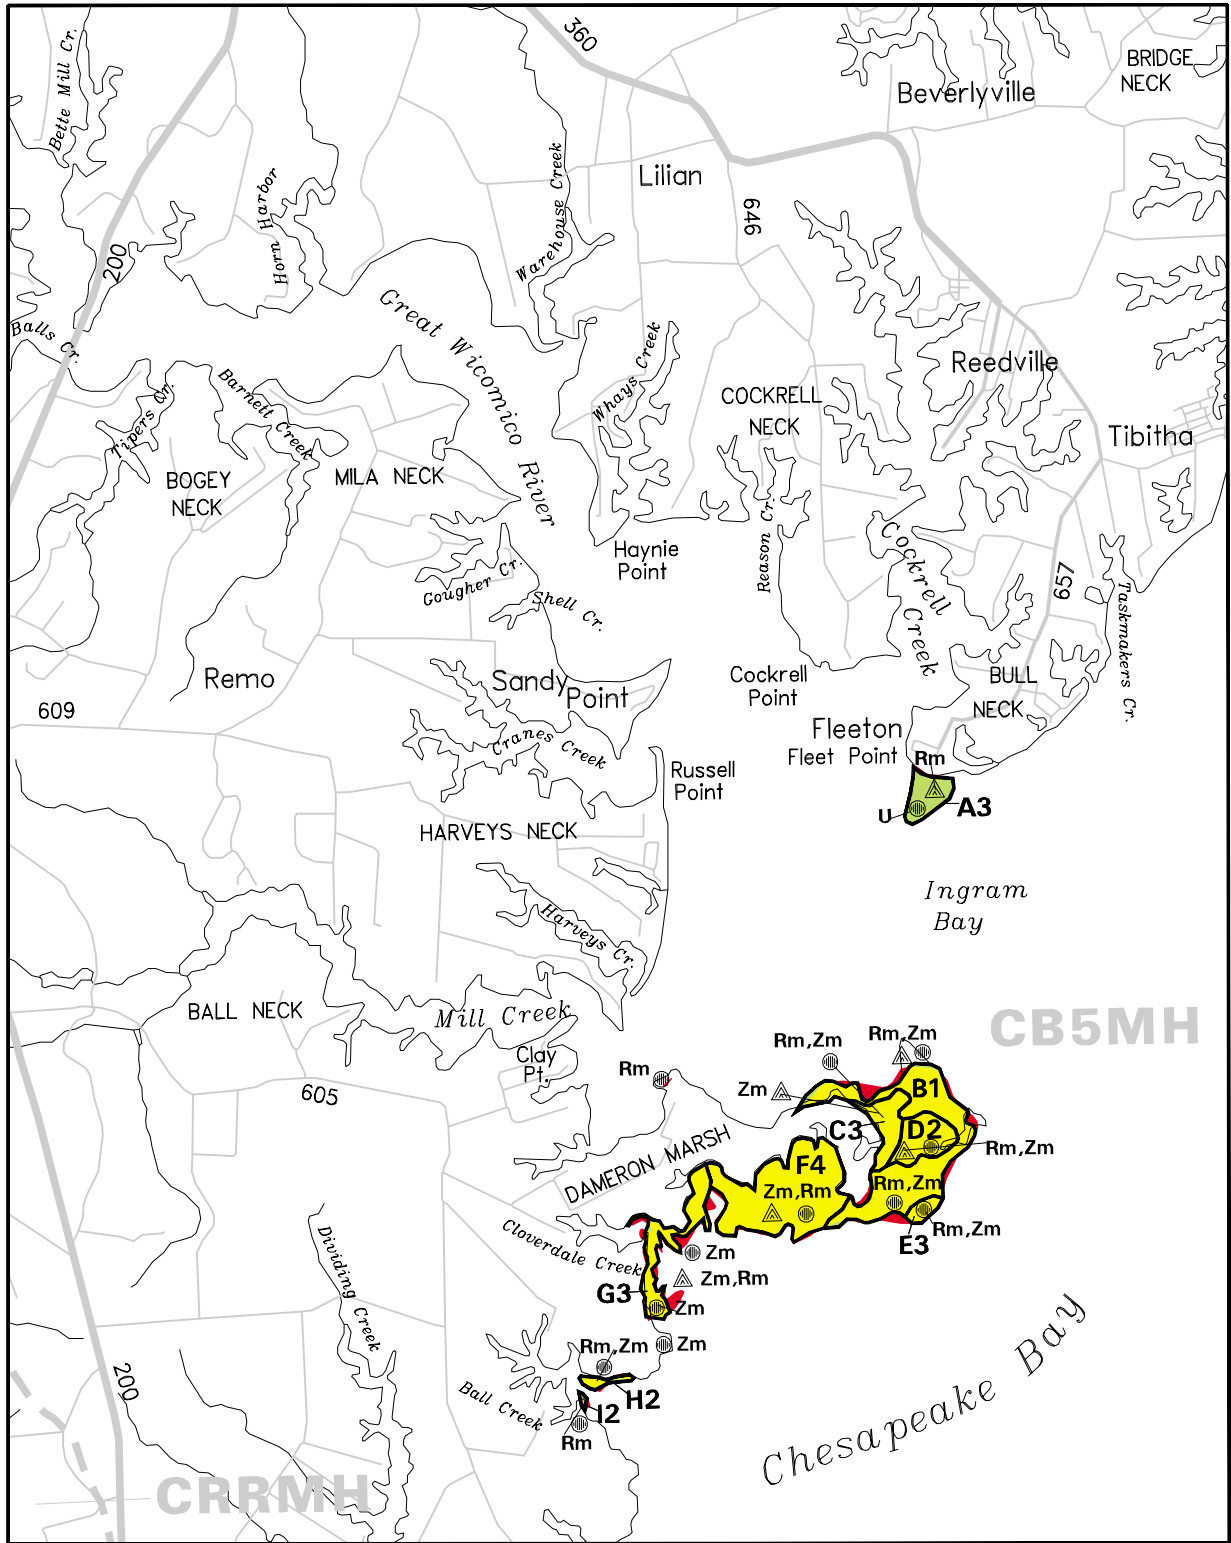 360
Bette Mill Cr.
BRIDGE
NECK
Beverlyville
Lilian
Horn Harbor
Warehouse Creek
646
200
Balls Cr.
Great Wicomico River
Tipers Cr.
Barnett Creek
Whays Creek
Reedville
COCKRELL
NECK
Tibitha
BOGEY
NECK
MILA NECK
Haynie
Point
Reason Cr.
Cockrell Creek
657
Taskmakers Cr.
Gougher Cr.
Shell Cr.
Remo
Sandy
Point
Cockrell
Point
BULL
NECK
609
Cranes Creek
Fleeton
Fleet Point
Rm
Russell
Point
U
A3
HARVEYS NECK
Ingram
Bay
Harveys Cr.
BALL NECK
Mill Creek
CB5MH
Clay
Pt.
Rm,Zm
Rm,Zm
Rm
Zm
B1
605
C3
D2
DAMERON MARSH
Rm,Zm
F4
Zm,Rm
Rm,Zm
Rm,Zm
E3
Cloverdale Creek
Zm
Zm,Rm
G3
Zm
Dividing Creek
Rm,Zm
Zm
200
H2
Ball Creek
I2
Rm
Chesapeake Bay
CRRMH